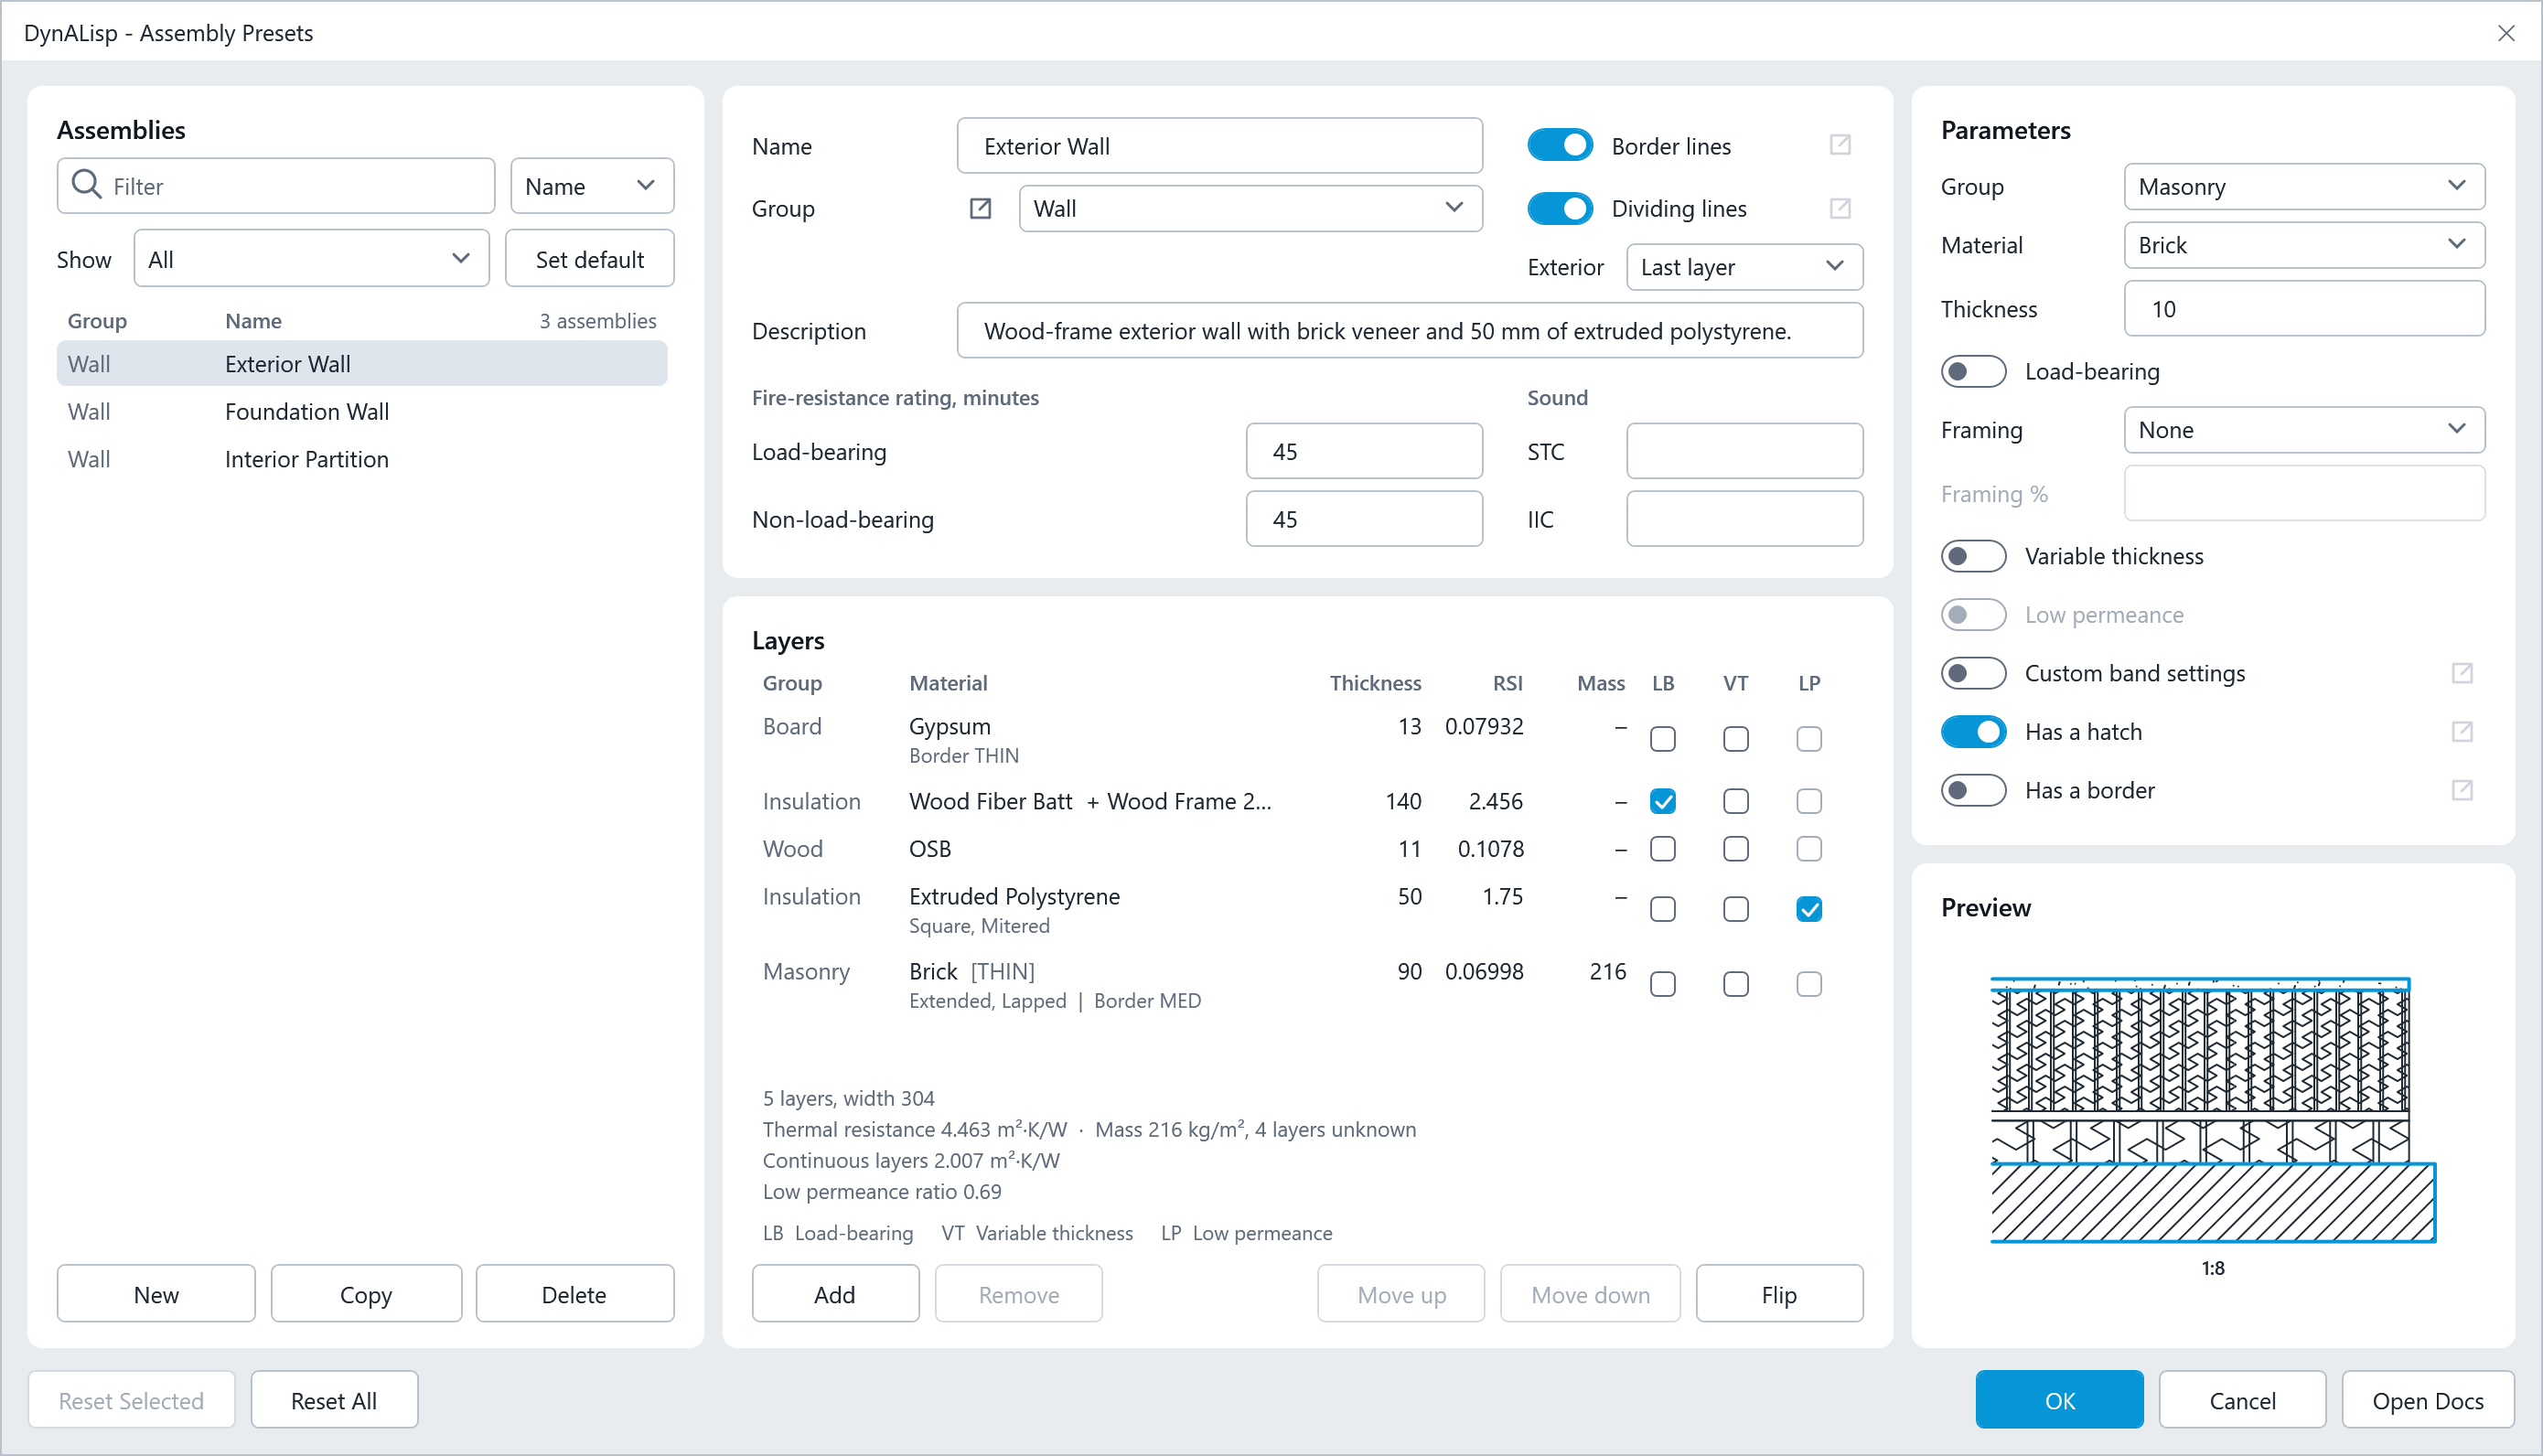 DynALisp - Assembly Presets
Assemblies
Filter
Name
Show
All
Set default
Group Name 3 assemblies
Wall Exterior Wall
Wall Foundation Wall
Wall Interior Partition
New
Copy
Delete
Name
Exterior Wall
Border lines
Group
Wall
Dividing lines
Exterior
Last layer
Description
Wood-frame exterior wall with brick veneer and 50 mm of extruded polystyrene.
Fire-resistance rating, minutes
Sound
Load-bearing
45
STC
Non-load-bearing
45
IIC
Layers
Group Material Thickness RSI Mass LB VT LP
Board Gypsum 13 0.07932 –
Border THIN
Insulation Wood Fiber Batt + Wood Frame 2... 140 2.456 –
Wood OSB 11 0.1078 –
Insulation Extruded Polystyrene 50 1.75 –
Square, Mitered
Masonry Brick [THIN] 90 0.06998 216
Extended, Lapped | Border MED
5 layers, width 304
Thermal resistance 4.463 m²·K/W · Mass 216 kg/m², 4 layers unknown
Continuous layers 2.007 m²·K/W
Low permeance ratio 0.69
LB Load-bearing VT Variable thickness LP Low permeance
Add
Remove
Move up
Move down
Flip
Parameters
Group
Masonry
Material
Brick
Thickness
10
Load-bearing
Framing
None
Framing %
Variable thickness
Low permeance
Custom band settings
Has a hatch
Has a border
Preview
1:8
Reset Selected
Reset All
OK
Cancel
Open Docs